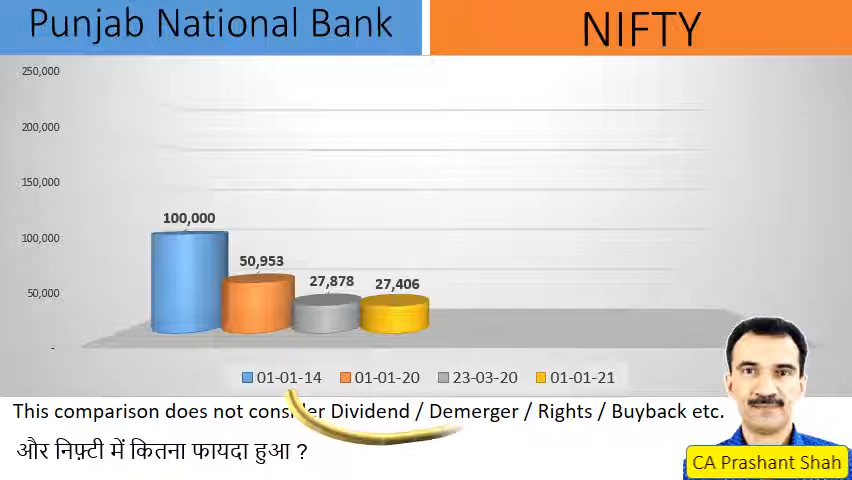 Punjab National Bank
NIFTY
250,000
200,000
150,000
100,000
50,000
-
100,000
50,953
27,878
27,406
01-01-14 01-01-20 23-03-20 01-01-21
This comparison does not consider Dividend / Demerger / Rights / Buyback etc.
और निफ़्टी में कितना फायदा हुआ ?
CA Prashant Shah